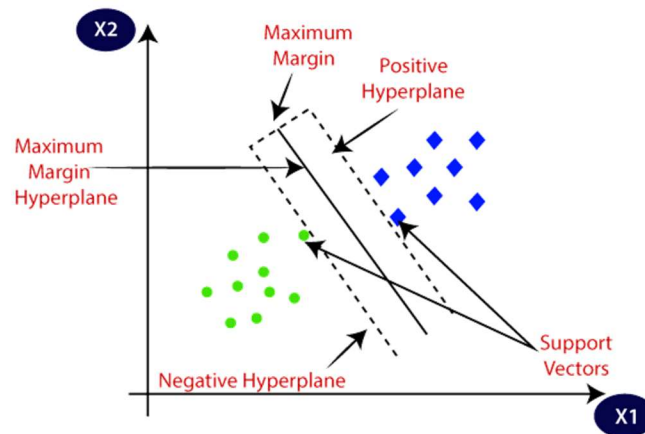 X2
Maximum
Margin
Positive
Hyperplane
Maximum
Margin
Hyperplane
Support
Vectors
Negative Hyperplane
X1